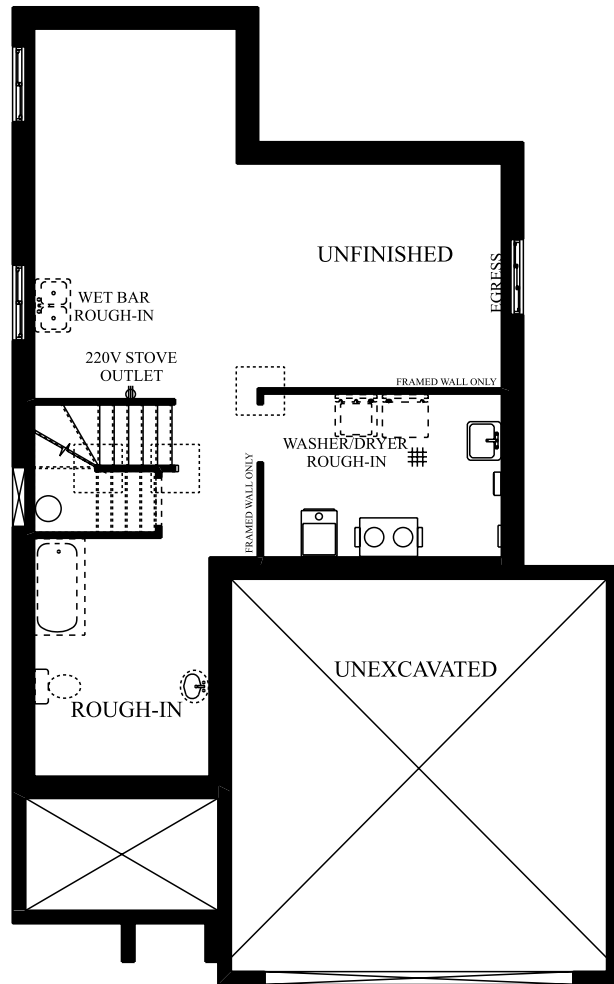 UNFINISHED
EGRESS
WET BAR
ROUGH-IN
220V STOVE
OUTLET
FRAMED WALL ONLY
WASHER/DRYER
ROUGH-IN
FRAMED WALL ONLY
UNEXCAVATED
ROUGH-IN